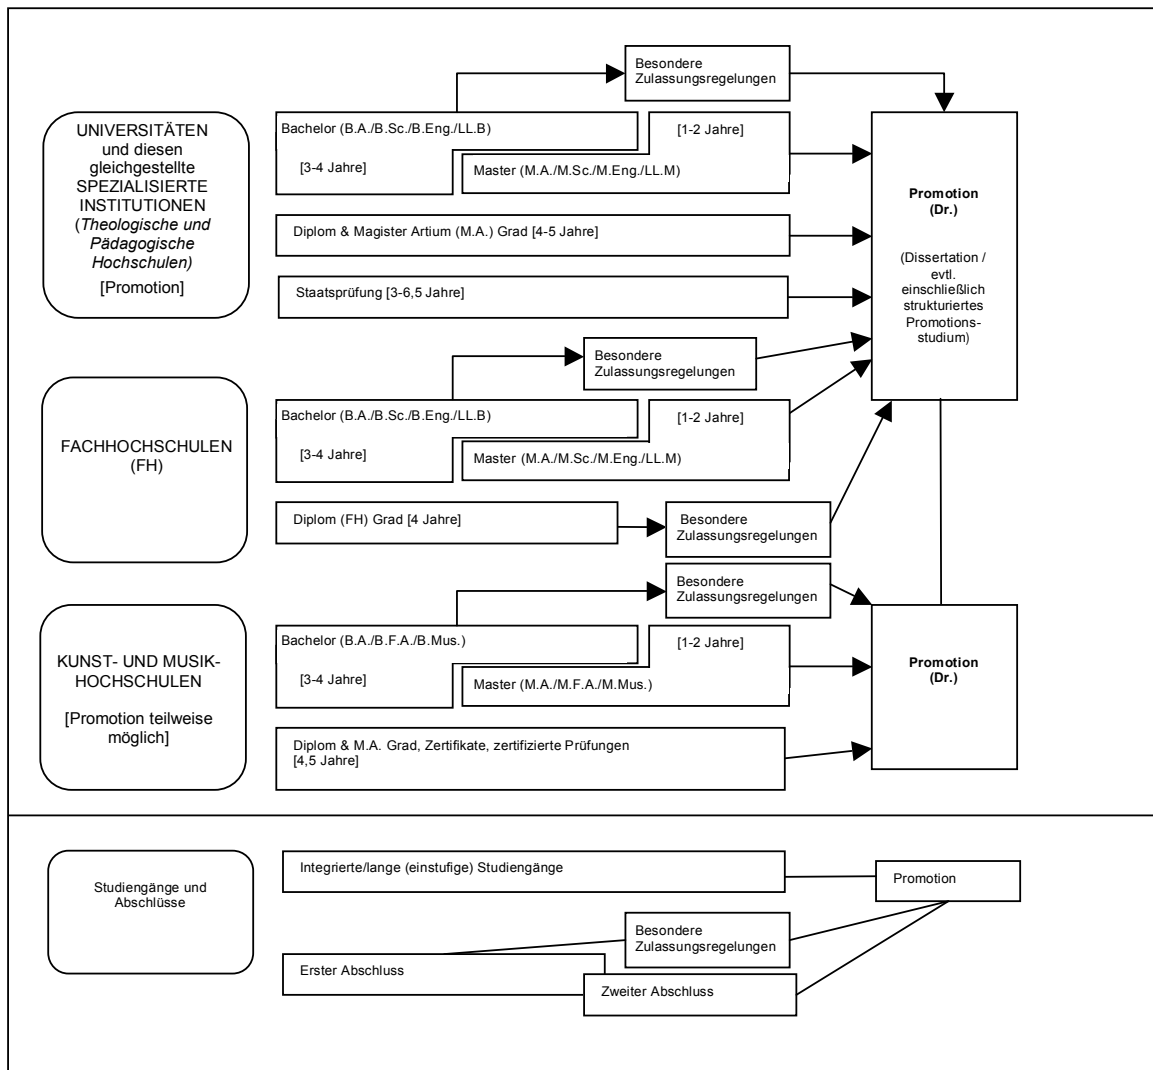 Besondere
Zulassungsregelungen
UNIVERSITÄTEN
und diesen
gleichgestellte
SPEZIALISIERTE
INSTITUTIONEN
(Theologische und
Pädagogische
Hochschulen)
[Promotion]
Bachelor (B.A./B.Sc./B.Eng./LL.B)
[3-4 Jahre]
[1-2 Jahre]
Master (M.A./M.Sc./M.Eng./LL.M)
Diplom & Magister Artium (M.A.) Grad [4-5 Jahre]
Staatsprüfung [3-6,5 Jahre]
Promotion
(Dr.)
(Dissertation /
evtl.
einschließlich
strukturiertes
Promotions-
studium)
Besondere
Zulassungsregelungen
FACHHOCHSCHULEN
(FH)
Bachelor (B.A./B.Sc./B.Eng./LL.B)
[3-4 Jahre]
[1-2 Jahre]
Master (M.A./M.Sc./M.Eng./LL.M)
Diplom (FH) Grad [4 Jahre]
Besondere
Zulassungsregelungen
Besondere
Zulassungsregelungen
KUNST- UND MUSIK-
HOCHSCHULEN
[Promotion teilweise
möglich]
Bachelor (B.A./B.F.A./B.Mus.)
[3-4 Jahre]
[1-2 Jahre]
Master (M.A./M.F.A./M.Mus.)
Diplom & M.A. Grad, Zertifikate, zertifizierte Prüfungen
[4,5 Jahre]
Promotion
(Dr.)
Studiengänge und
Abschlüsse
Integrierte/lange (einstufige) Studiengänge
Promotion
Besondere
Zulassungsregelungen
Erster Abschluss
Zweiter Abschluss